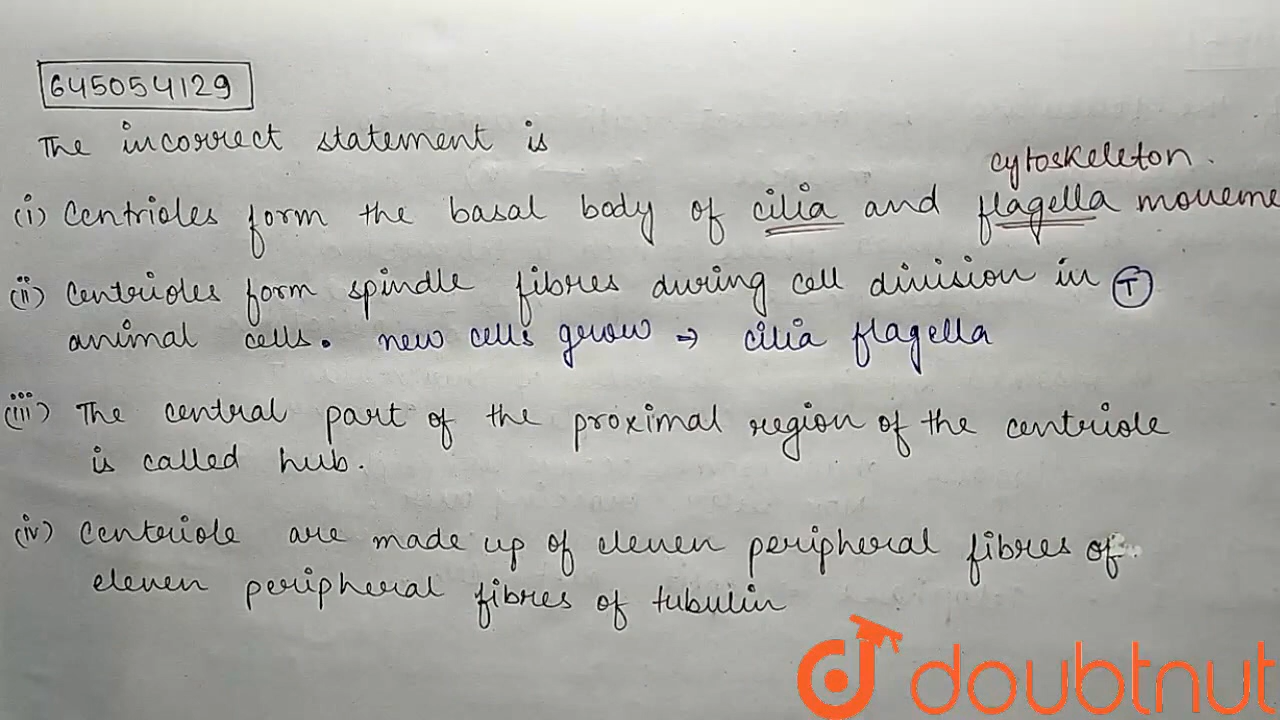 645054129
The incorrect statement is
cytoskeleton.
(i) Centrioles form the basal body of cilia and flagella moveme
(ii) Centrioles form spindle fibres during cell division in T
animal cells. new cells grow → cilia flagella
(iii) The central part of the proximal region of the centriole
is called hub.
(iv) Centriole are made up of eleven peripheral fibres of
eleven peripheral fibres of tubulin
doubtnut